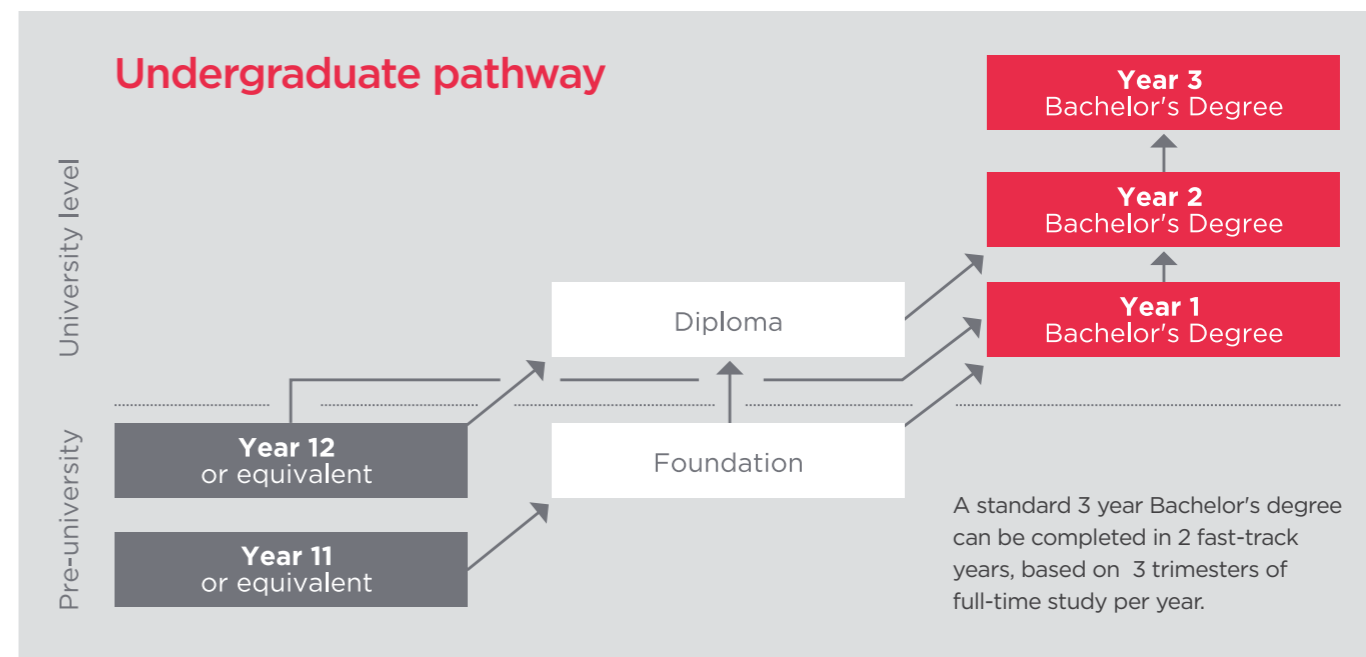 Undergraduate pathway
Year 3
Bachelor's Degree
University level
Year 2
Bachelor's Degree
Diploma
Year 1
Bachelor's Degree
Pre-university
Year 12
or equivalent
Foundation
Year 11
or equivalent
A standard 3 year Bachelor's degree
can be completed in 2 fast-track
years, based on 3 trimesters of
full-time study per year.